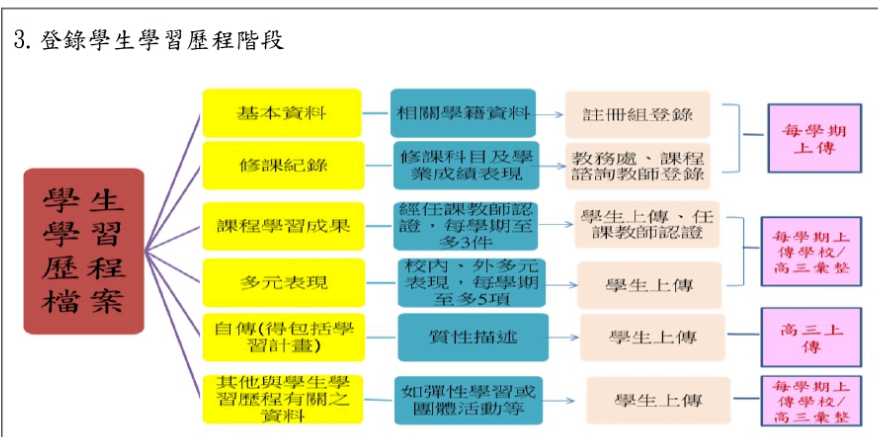 3. 登錄學生學習歷程階段
學生
學習
歷程
檔案
基本資料
相關學籍資料
註冊組登錄
每學期
上傳
修課紀錄
修課科目及學
業成績表現
教務處、課程
諮詢教師登錄
課程學習成果
經任課教師認
證，每學期至
多3件
學生上傳、任
課教師認證
每學期上
傳學校/
高三彙整
多元表現
校內、外多元
表現，每學期
至多5項
學生上傳
自傳(得包括學
習計畫)
質性描述
學生上傳
高三上
傳
其他與學生學
習歷程有關之
資料
如彈性學習或
團體活動等
學生上傳
每學期上
傳學校/
高三彙整